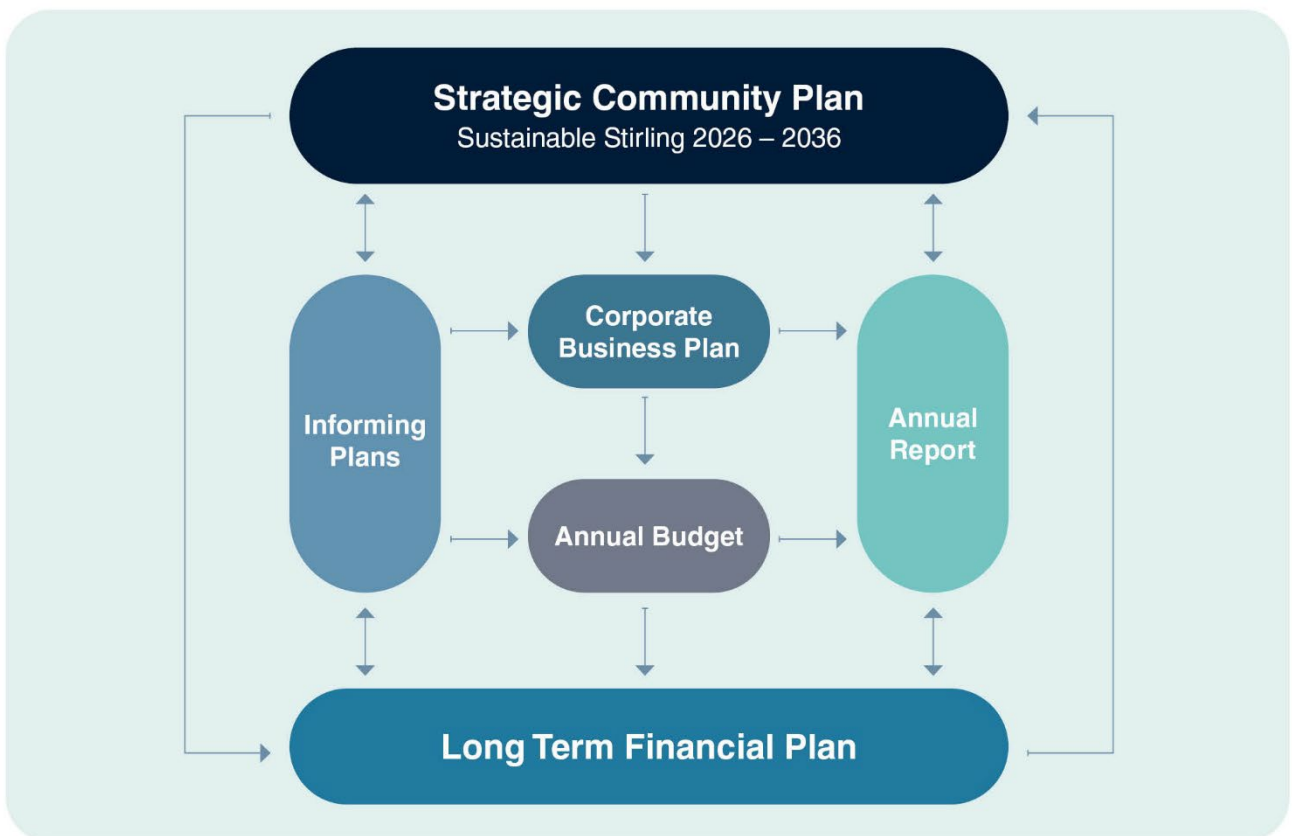 Strategic Community Plan
Sustainable Stirling 2026 – 2036
Corporate
Business Plan
Informing
Plans
Annual
Report
Annual Budget
Long Term Financial Plan